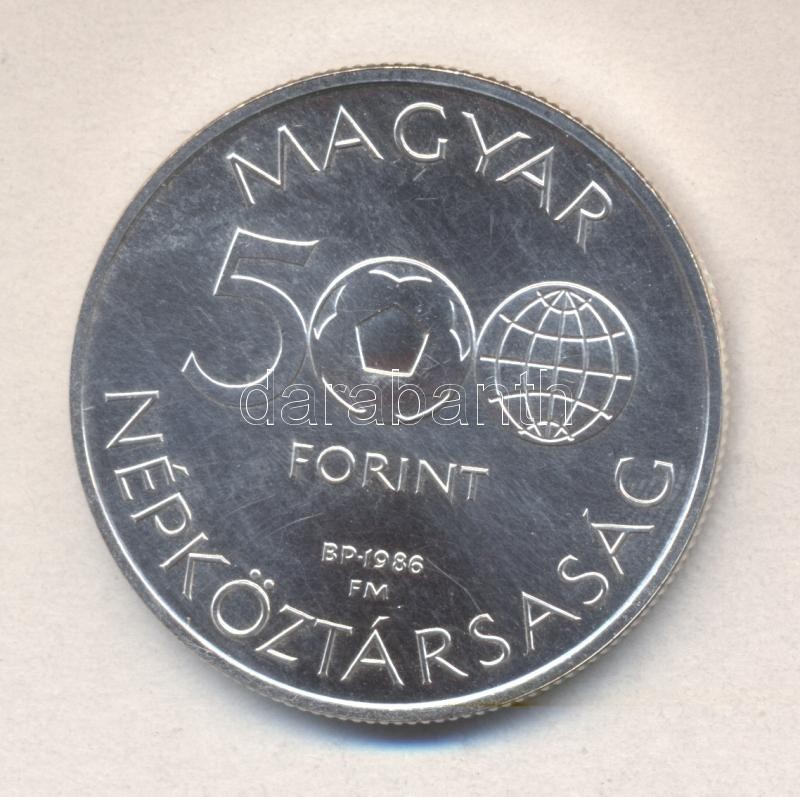 MAGYAR
500
FORINT
BP·1986
FM
NÉPKÖZTÁRSASÁG
darabanth